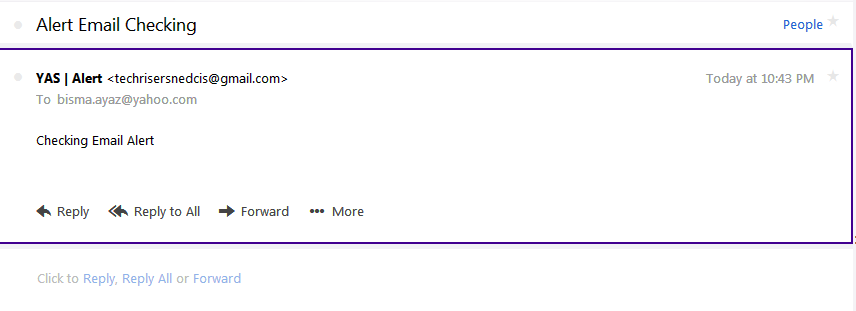 Alert Email Checking People
YAS | Alert <techrisersnedcis@gmail.com> Today at 10:43 PM
To bisma.ayaz@yahoo.com
Checking Email Alert
Reply Reply to All Forward ••• More
Click to Reply, Reply All or Forward